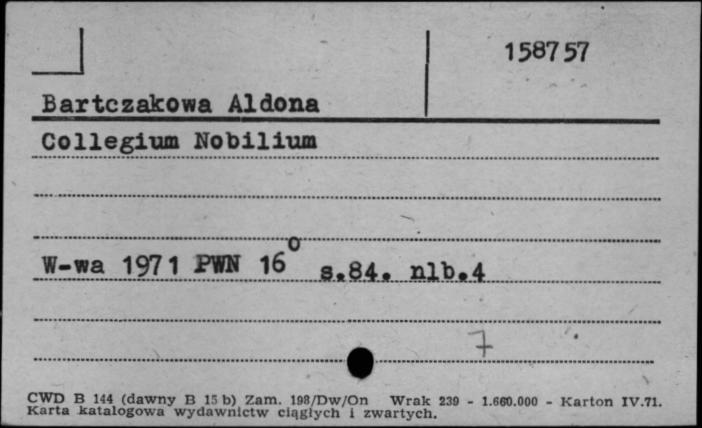 158757
Bartczakowa Aldona
Collegium Nobilium
W-wa 1971 PWN 16° s.84. nlb.4
7
CWD B 144 (dawny B 15 b) Zam. 198/Dw/On Wrak 239 - 1.660.000 - Karton IV.71.
Karta katalogowa wydawnictw ciągłych i zwartych.